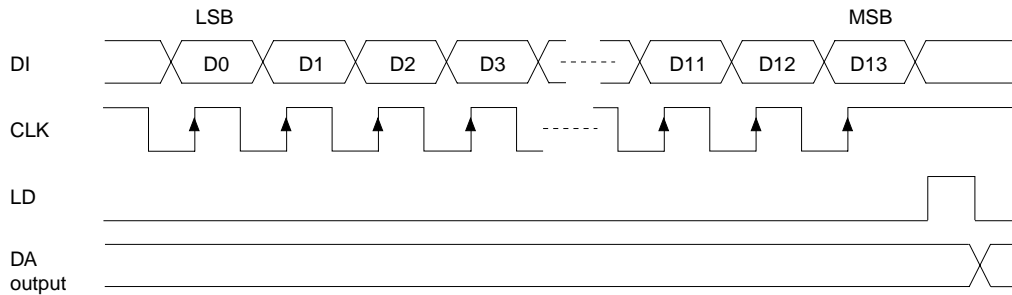 LSB MSB
DI D0 D1 D2 D3 D11 D12 D13
CLK
LD
DA
output